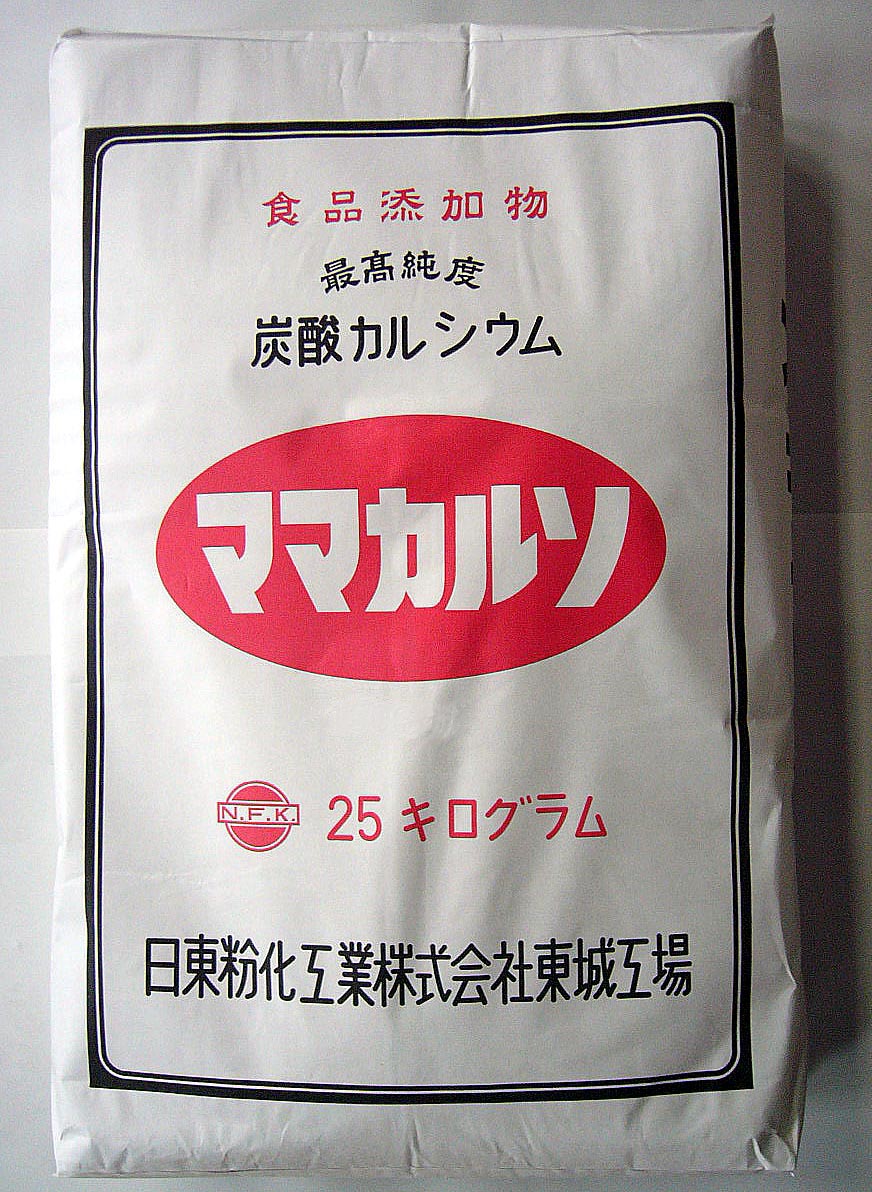 食品添加物
最高純度
炭酸カルシウム
ママカルソ
N.F.K.
25キログラム
日東粉化工業株式会社東城工場